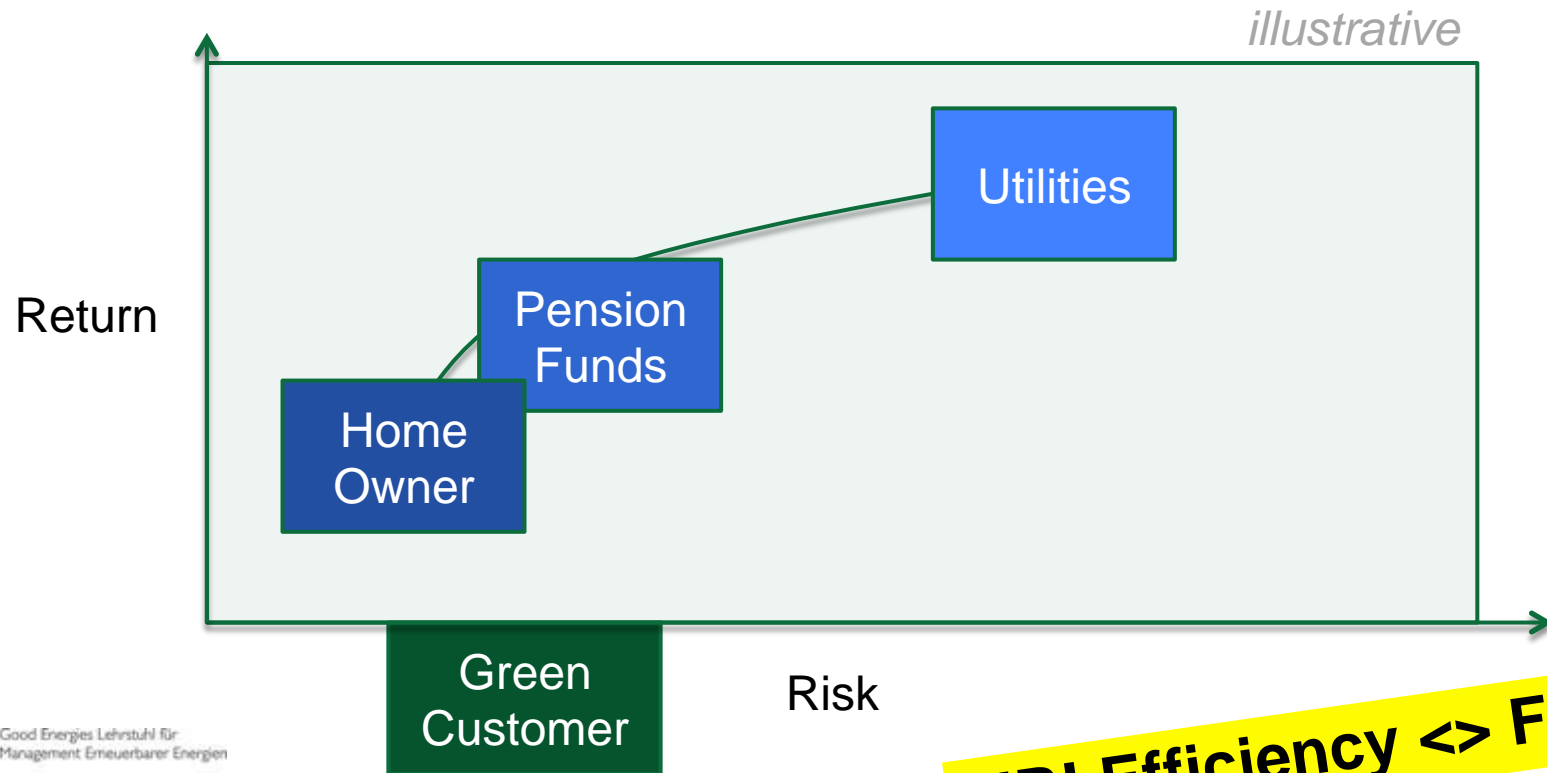 illustrative
Utilities
Return
Pension
Funds
Home
Owner
Green
Customer
Risk
Good Energies Lehrstuhl für
Management Erneuerbarer Energien
Efficiency <> F